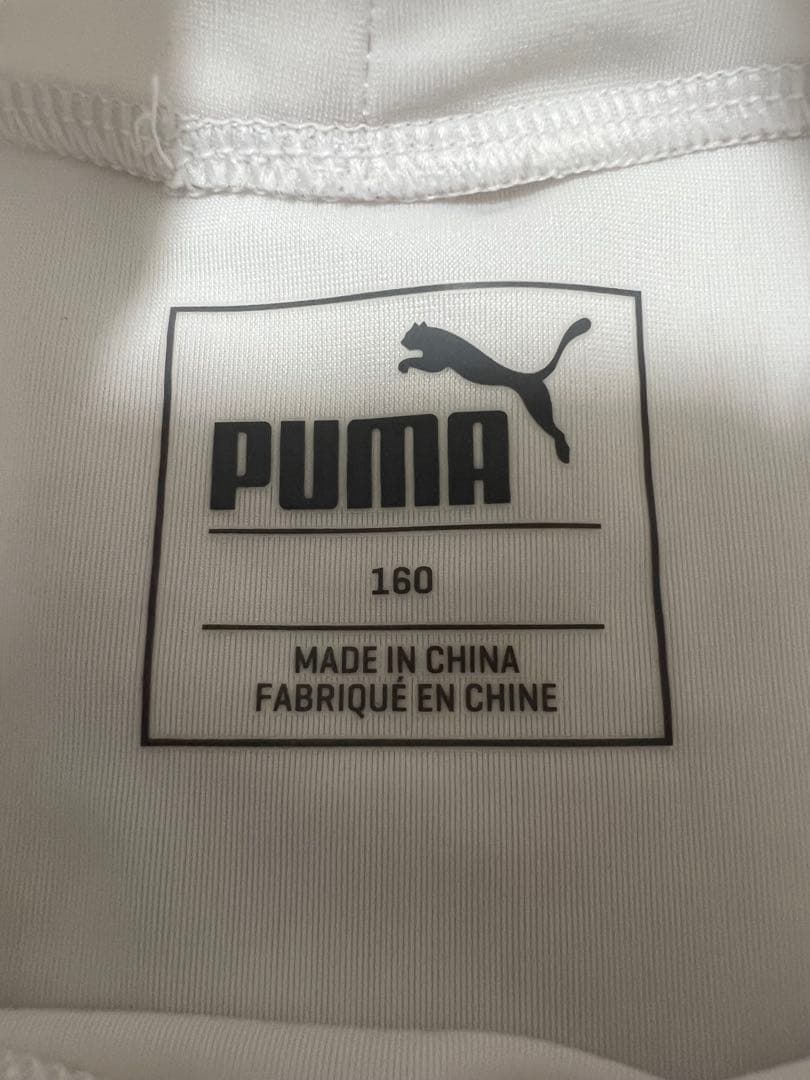 PUMA
160
MADE IN CHINA
FABRIQUÉ EN CHINE